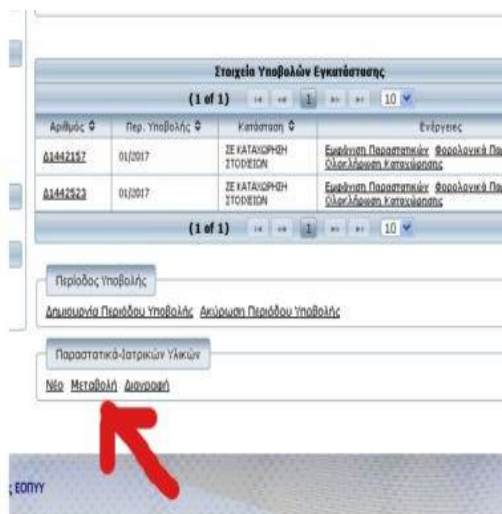 Στοιχεία Υποβολών Εγκατάστασης
(1 of 1) 1 10
Αριθμός Περ. Υποβολής Κατάσταση Ενέργειες
Δ1442157 01/2017 ΣΕ ΚΑΤΑΧΩΡΗΣΗ ΣΤΟΙΧΕΙΩΝ Εμφάνιση Παραστατικών Φορολογικά
Ολοκλήρωση Καταχώρησης
Δ1442523 01/2017 ΣΕ ΚΑΤΑΧΩΡΗΣΗ ΣΤΟΙΧΕΙΩΝ Εμφάνιση Παραστατικών Φορολογικά
Ολοκλήρωση Καταχώρησης
(1 of 1) 1 10
Περίοδος Υποβολής
Δημιουργία Περιόδου Υποβολής Ακύρωση Περιόδου Υποβολής
Παραστατικά-Ιατρικών Υλικών
Νέο Μεταβολή Διαγραφή
ς ΕΟΠΥΥ